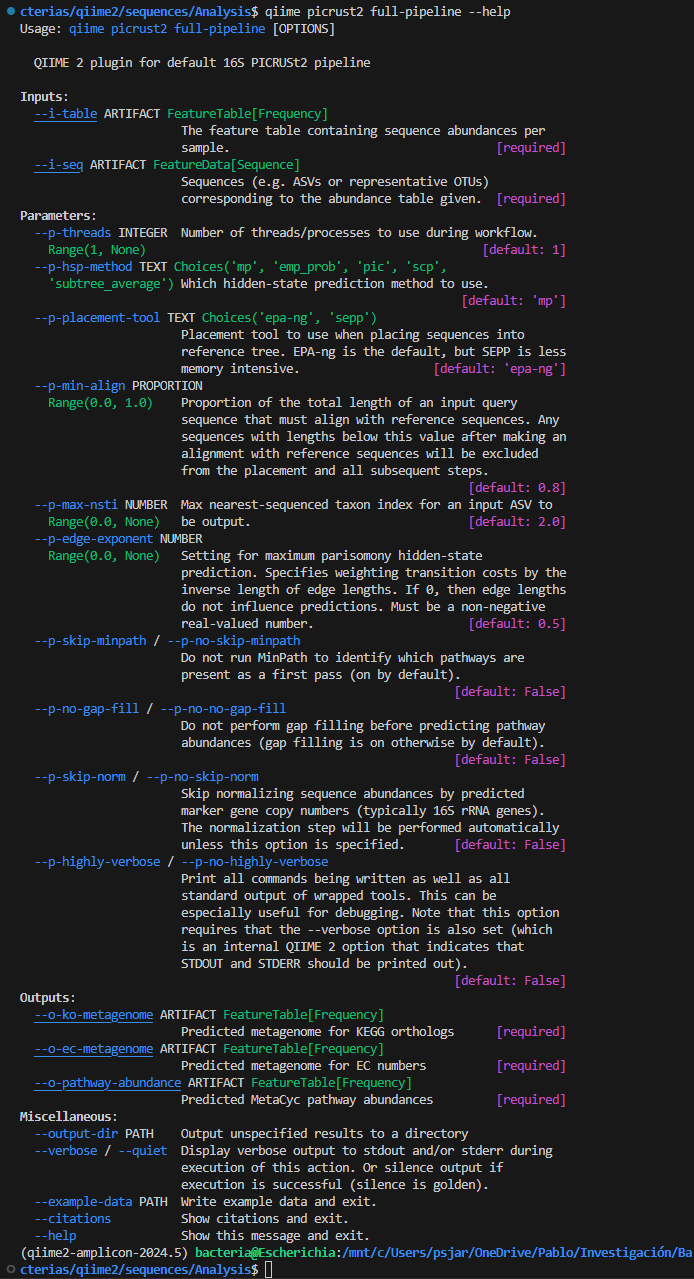 cterias/qiime2/sequences/Analysis$ qiime picrust2 full-pipeline --help
Usage: qiime picrust2 full-pipeline [OPTIONS]
QIIME 2 plugin for default 16S PICRUSt2 pipeline
Inputs:
--i-table ARTIFACT FeatureTable[Frequency]
The feature table containing sequence abundances per
sample. [required]
--i-seq ARTIFACT FeatureData[Sequence]
Sequences (e.g. ASVs or representative OTUs)
corresponding to the abundance table given. [required]
Parameters:
--p-threads INTEGER Number of threads/processes to use during workflow.
Range(1, None) [default: 1]
--p-hsp-method TEXT Choices('mp', 'emp_prob', 'pic', 'scp',
'subtree_average') Which hidden-state prediction method to use.
[default: 'mp']
--p-placement-tool TEXT Choices('epa-ng', 'sepp')
Placement tool to use when placing sequences into
reference tree. EPA-ng is the default, but SEPP is less
memory intensive. [default: 'epa-ng']
--p-min-align PROPORTION
Range(0.0, 1.0) Proportion of the total length of an input query
sequence that must align with reference sequences. Any
sequences with lengths below this value after making an
alignment with reference sequences will be excluded
from the placement and all subsequent steps.
[default: 0.8]
--p-max-nsti NUMBER Max nearest-sequenced taxon index for an input ASV to
Range(0.0, None) be output. [default: 2.0]
--p-edge-exponent NUMBER
Range(0.0, None) Setting for maximum parisomony hidden-state
prediction. Specifies weighting transition costs by the
inverse length of edge lengths. If 0, then edge lengths
do not influence predictions. Must be a non-negative
real-valued number. [default: 0.5]
--p-skip-minpath / --p-no-skip-minpath
Do not run MinPath to identify which pathways are
present as a first pass (on by default).
[default: False]
--p-no-gap-fill / --p-no-no-gap-fill
Do not perform gap filling before predicting pathway
abundances (gap filling is on otherwise by default).
[default: False]
--p-skip-norm / --p-no-skip-norm
Skip normalizing sequence abundances by predicted
marker gene copy numbers (typically 16S rRNA genes).
The normalization step will be performed automatically
unless this option is specified. [default: False]
--p-highly-verbose / --p-no-highly-verbose
Print all commands being written as well as all
standard output of wrapped tools. This can be
especially useful for debugging. Note that this option
requires that the --verbose option is also set (which
is an internal QIIME 2 option that indicates that
STDOUT and STDERR should be printed out).
[default: False]
Outputs:
--o-ko-metagenome ARTIFACT FeatureTable[Frequency]
Predicted metagenome for KEGG orthologs [required]
--o-ec-metagenome ARTIFACT FeatureTable[Frequency]
Predicted metagenome for EC numbers [required]
--o-pathway-abundance ARTIFACT FeatureTable[Frequency]
Predicted MetaCyc pathway abundances [required]
Miscellaneous:
--output-dir PATH Output unspecified results to a directory
--verbose / --quiet Display verbose output to stdout and/or stderr during
execution of this action. Or silence output if
execution is successful (silence is golden).
--example-data PATH Write example data and exit.
--citations Show citations and exit.
--help Show this message and exit.
(qiime2-amplicon-2024.5) bacteria@Escherichia:/mnt/c/Users/psjar/OneDrive/Pablo/Investigación/Ba
cterias/qiime2/sequences/Analysis$